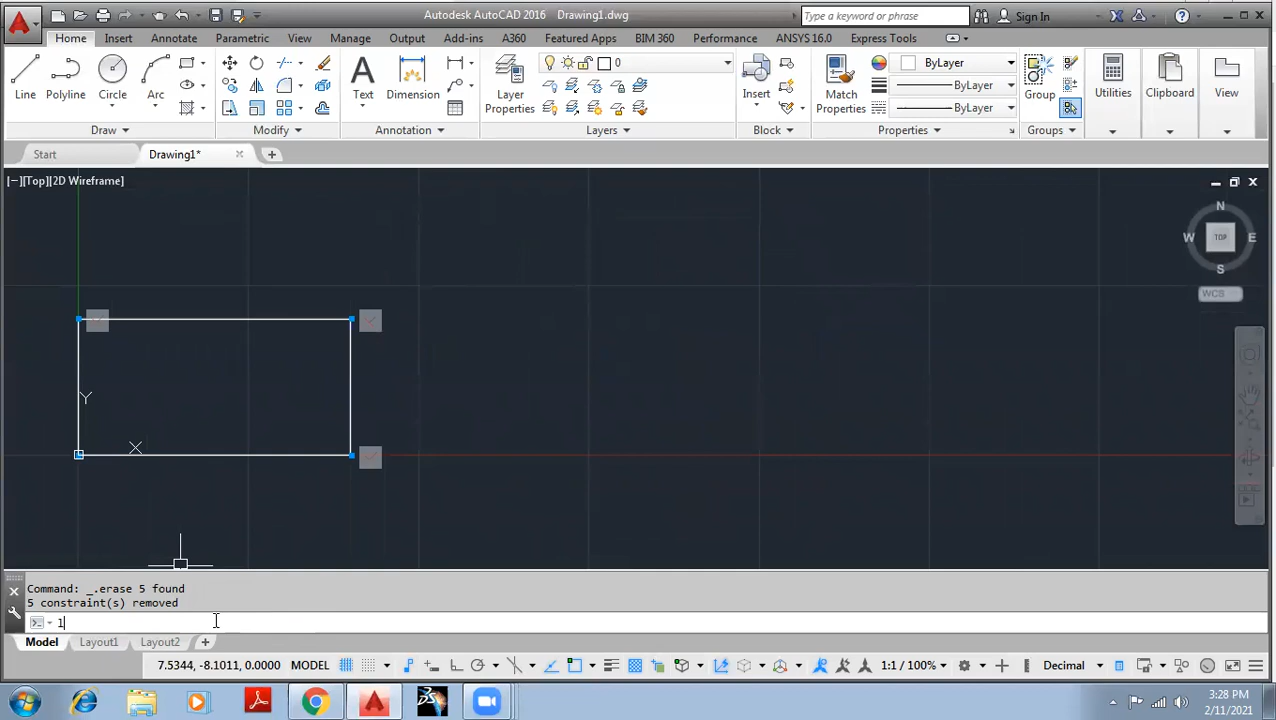 Autodesk AutoCAD 2016 Drawing1.dwg
Type a keyword or phrase
Sign In
Home Insert Annotate Parametric View Manage Output Add-ins A360 Featured Apps BIM 360 Performance ANSYS 16.0 Express Tools
Line Polyline Circle Arc
Text Dimension
Layer Properties
0
Insert
Match Properties
ByLayer
ByLayer
ByLayer
Group
Utilities
Clipboard
View
Draw Modify Annotation Layers Block Properties Groups
Start Drawing1*
[−][Top][2D Wireframe]
N
W TOP E
S
WCS
Y
X
Command: _.erase 5 found
5 constraint(s) removed
1
Model Layout1 Layout2
7.5344, -8.1011, 0.0000 MODEL 1:1 / 100% Decimal
3:28 PM
2/11/2021